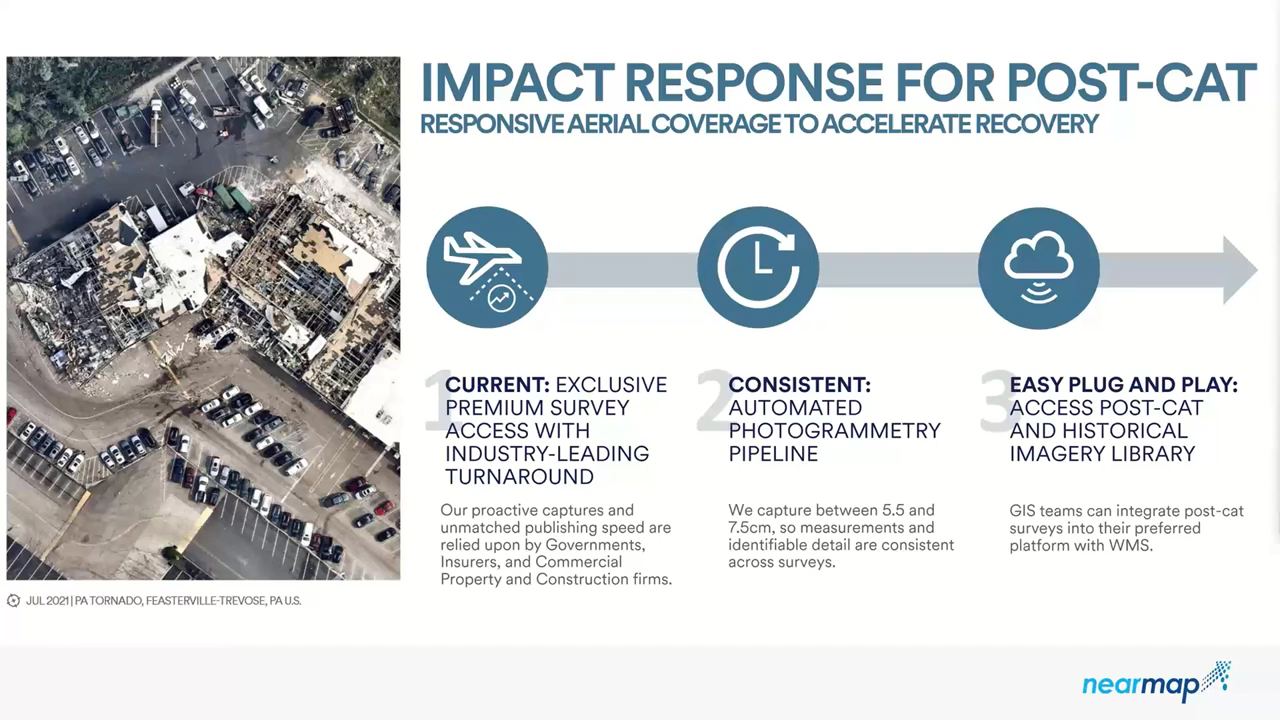 IMPACT RESPONSE FOR POST-CAT
RESPONSIVE AERIAL COVERAGE TO ACCELERATE RECOVERY
1
CURRENT: EXCLUSIVE
PREMIUM SURVEY
ACCESS WITH
INDUSTRY-LEADING
TURNAROUND
Our proactive captures and
unmatched publishing speed are
relied upon by Governments,
Insurers, and Commercial
Property and Construction firms.
2
CONSISTENT:
AUTOMATED
PHOTOGRAMMETRY
PIPELINE
We capture between 5.5 and
7.5cm, so measurements and
identifiable detail are consistent
across surveys.
3
EASY PLUG AND PLAY:
ACCESS POST-CAT
AND HISTORICAL
IMAGERY LIBRARY
GIS teams can integrate post-cat
surveys into their preferred
platform with WMS.
JUL 2021 | PA TORNADO, FEASTERVILLE-TREVOSE, PA U.S.
nearmap